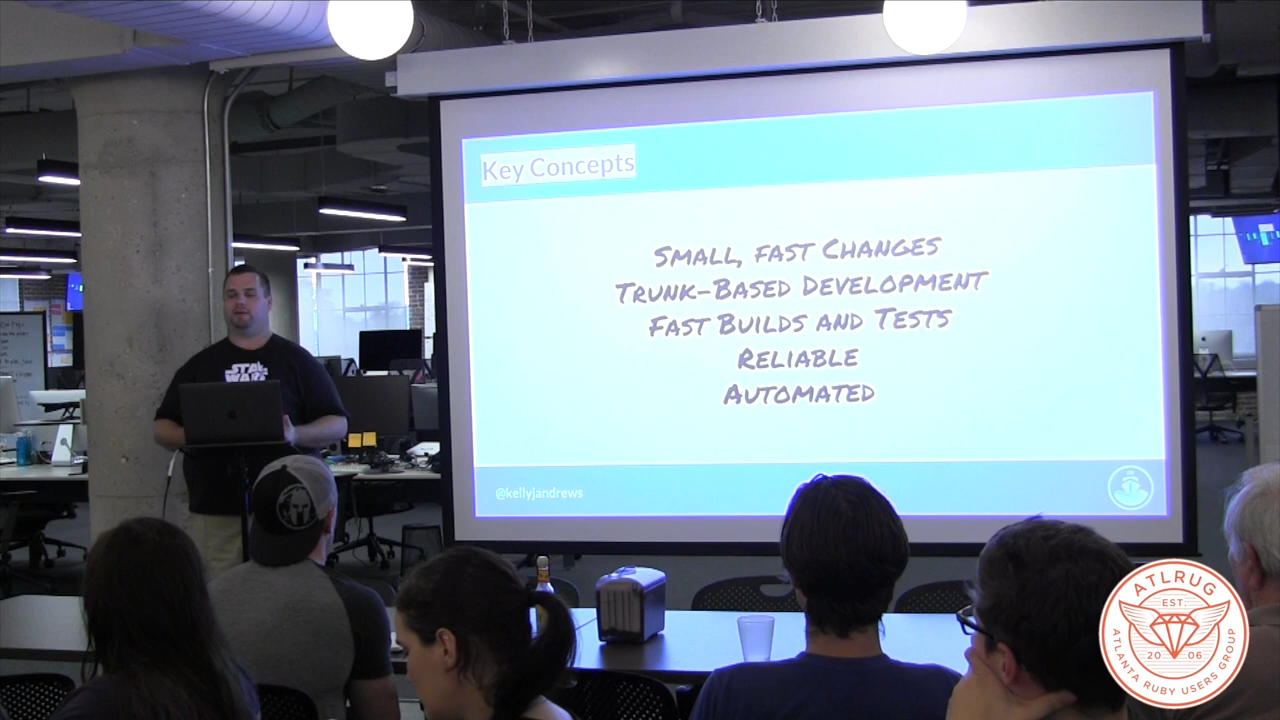 Key Concepts
Small, fast Changes
Trunk-Based Development
Fast Builds and Tests
Reliable
Automated
@kellyjandrews
STAR
WARS
ATLRUG
EST.
20 06
ATLANTA RUBY USERS GROUP